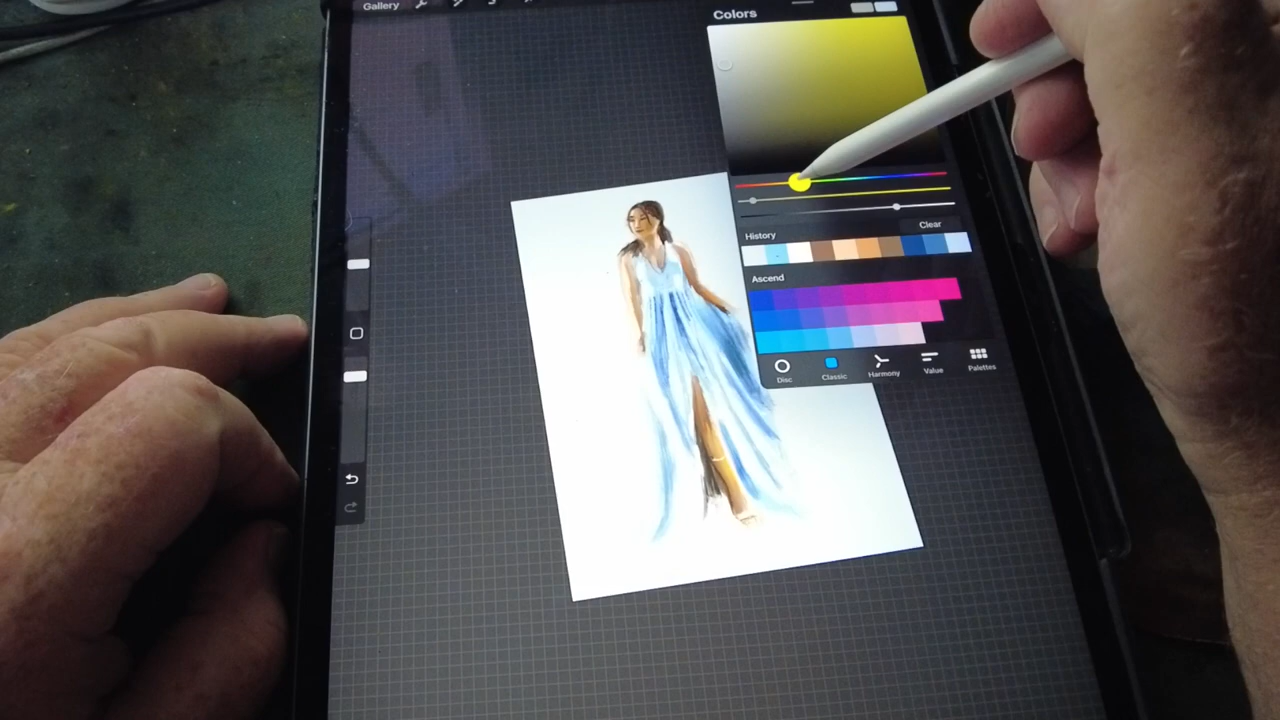 Gallery
Colors
Clear
History
Ascend
Disc
Classic
Harmony
Value
Palettes